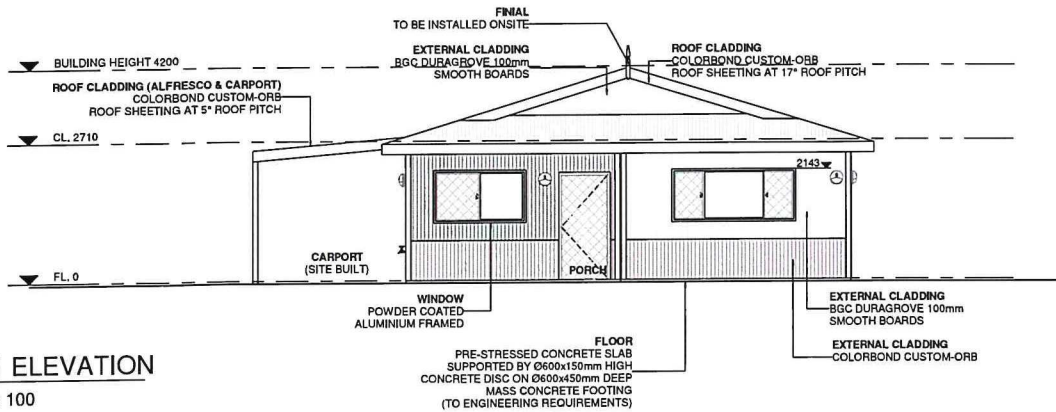 FINIAL
TO BE INSTALLED ONSITE
EXTERNAL CLADDING
BGC DURAGROVE 100mm
SMOOTH BOARDS
ROOF CLADDING
COLORBOND CUSTOM-ORB
ROOF SHEETING AT 17° ROOF PITCH
BUILDING HEIGHT 4200
ROOF CLADDING (ALFRESCO & CARPORT)
COLORBOND CUSTOM-ORB
ROOF SHEETING AT 5° ROOF PITCH
CL. 2710
2143
CARPORT
(SITE BUILT)
PORCH
FL. 0
WINDOW
POWDER COATED
ALUMINIUM FRAMED
FLOOR
PRE-STRESSED CONCRETE SLAB
SUPPORTED BY Ø600x150mm HIGH
CONCRETE DISC ON Ø600x450mm DEEP
MASS CONCRETE FOOTING
(TO ENGINEERING REQUIREMENTS)
EXTERNAL CLADDING
BGC DURAGROVE 100mm
SMOOTH BOARDS
EXTERNAL CLADDING
COLORBOND CUSTOM-ORB
ELEVATION
100